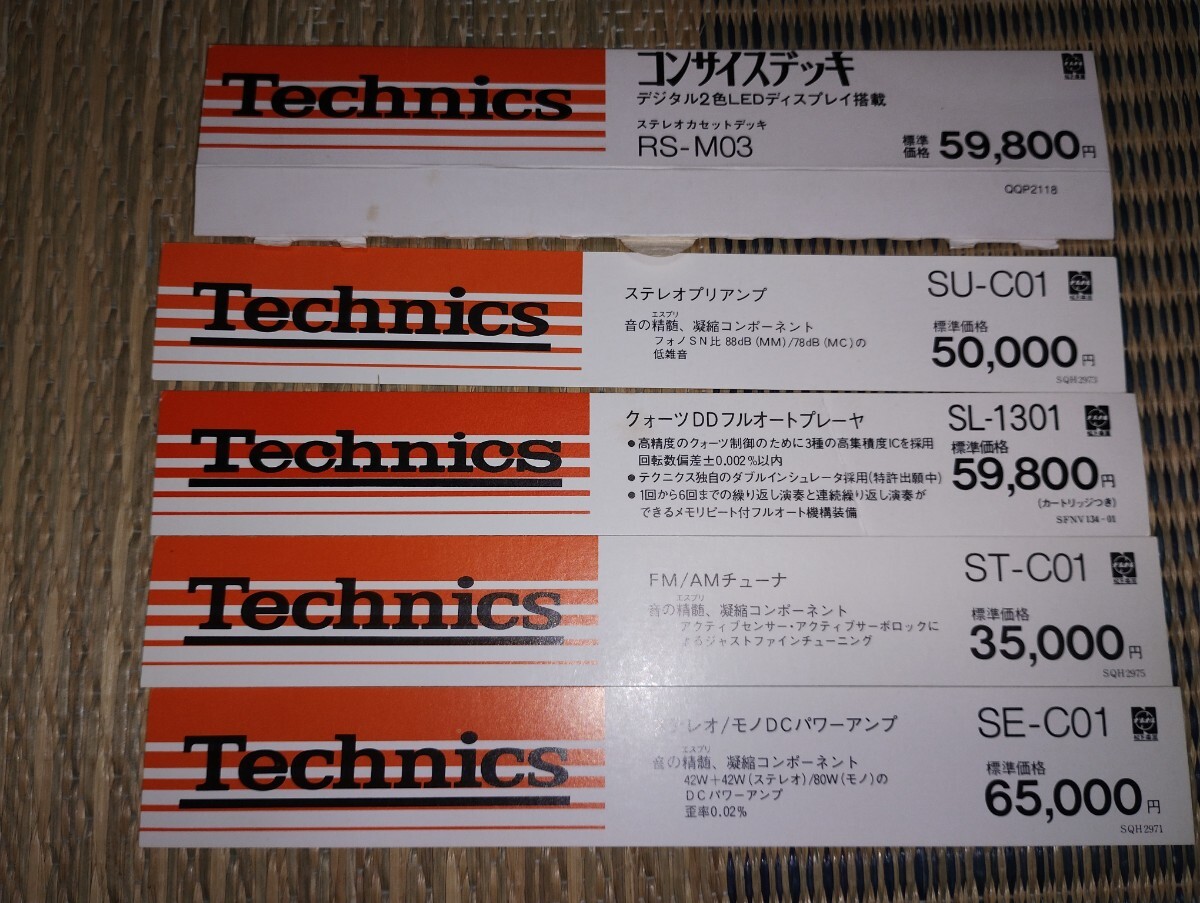 Technics
コンサイスデッキ
デジタル2色LEDディスプレイ搭載
ステレオカセットデッキ
RS-M03
標準
価格 59,800円
QQP2118
Technics
ステレオプリアンプ
SU-C01
エスプリ
音の精髄、凝縮コンポーネント
フォノSN比88dB(MM)/78dB(MC)の
低雑音
標準価格
50,000円
SQH2973
Technics
クォーツDDフルオートプレーヤ
SL-1301
●高精度のクォーツ制御のために3種の高集積度ICを採用
回転数偏差±0.002%以内
●テクニクス独自のダブルインシュレータ採用(特許出願中)
●1回から6回までの繰り返し演奏と連続繰り返し演奏が
できるメモリピート付フルオート機構装備
標準価格
59,800円
(カートリッジつき)
SFNV134-01
Technics
FM/AMチューナ
ST-C01
エスプリ
音の精髄、凝縮コンポーネント
アクティブセンサー・アクティブサーボロックに
よるジャストファインチューニング
標準価格
35,000円
SQH2975
Technics
ステレオ/モノDCパワーアンプ
SE-C01
エスプリ
音の精髄、凝縮コンポーネント
42W+42W(ステレオ)/80W(モノ)の
DCパワーアンプ
歪率0.02%
標準価格
65,000円
SQH2971